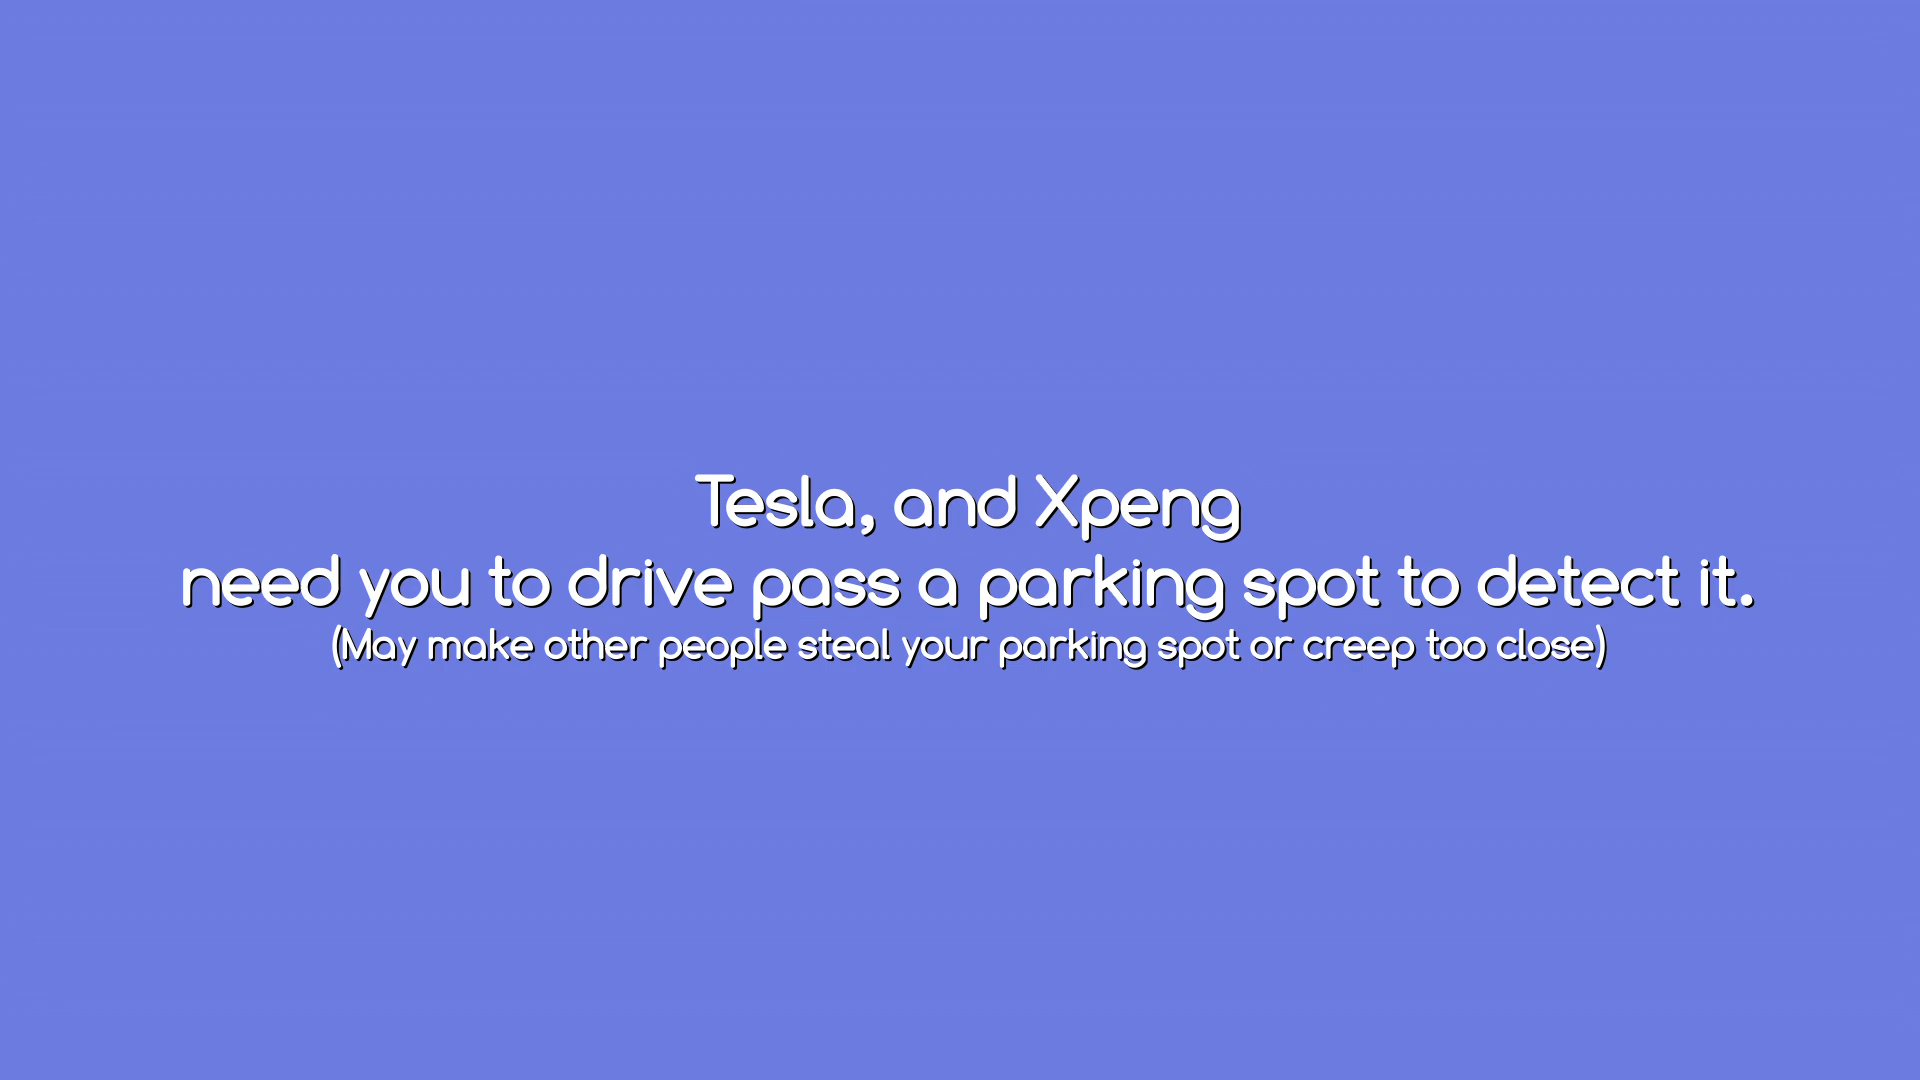 Tesla, and Xpeng
need you to drive pass a parking spot to detect it.
(May make other people steal your parking spot or creep too close)